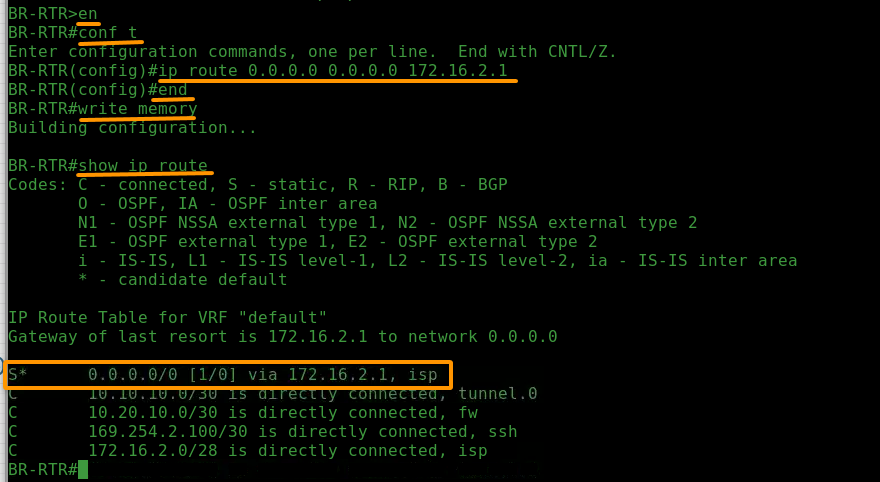 BR-RTR>en
BR-RTR#conf t
Enter configuration commands, one per line.  End with CNTL/Z.
BR-RTR(config)#ip route 0.0.0.0 0.0.0.0 172.16.2.1
BR-RTR(config)#end
BR-RTR#write memory
Building configuration...
BR-RTR#show ip route
Codes: C - connected, S - static, R - RIP, B - BGP
       O - OSPF, IA - OSPF inter area
       N1 - OSPF NSSA external type 1, N2 - OSPF NSSA external type 2
       E1 - OSPF external type 1, E2 - OSPF external type 2
       i - IS-IS, L1 - IS-IS level-1, L2 - IS-IS level-2, ia - IS-IS inter area
       * - candidate default
IP Route Table for VRF "default"
Gateway of last resort is 172.16.2.1 to network 0.0.0.0
S*      0.0.0.0/0 [1/0] via 172.16.2.1, isp
C       10.10.10.0/30 is directly connected, tunnel.0
C       10.20.10.0/30 is directly connected, fw
C       169.254.2.100/30 is directly connected, ssh
C       172.16.2.0/28 is directly connected, isp
BR-RTR#